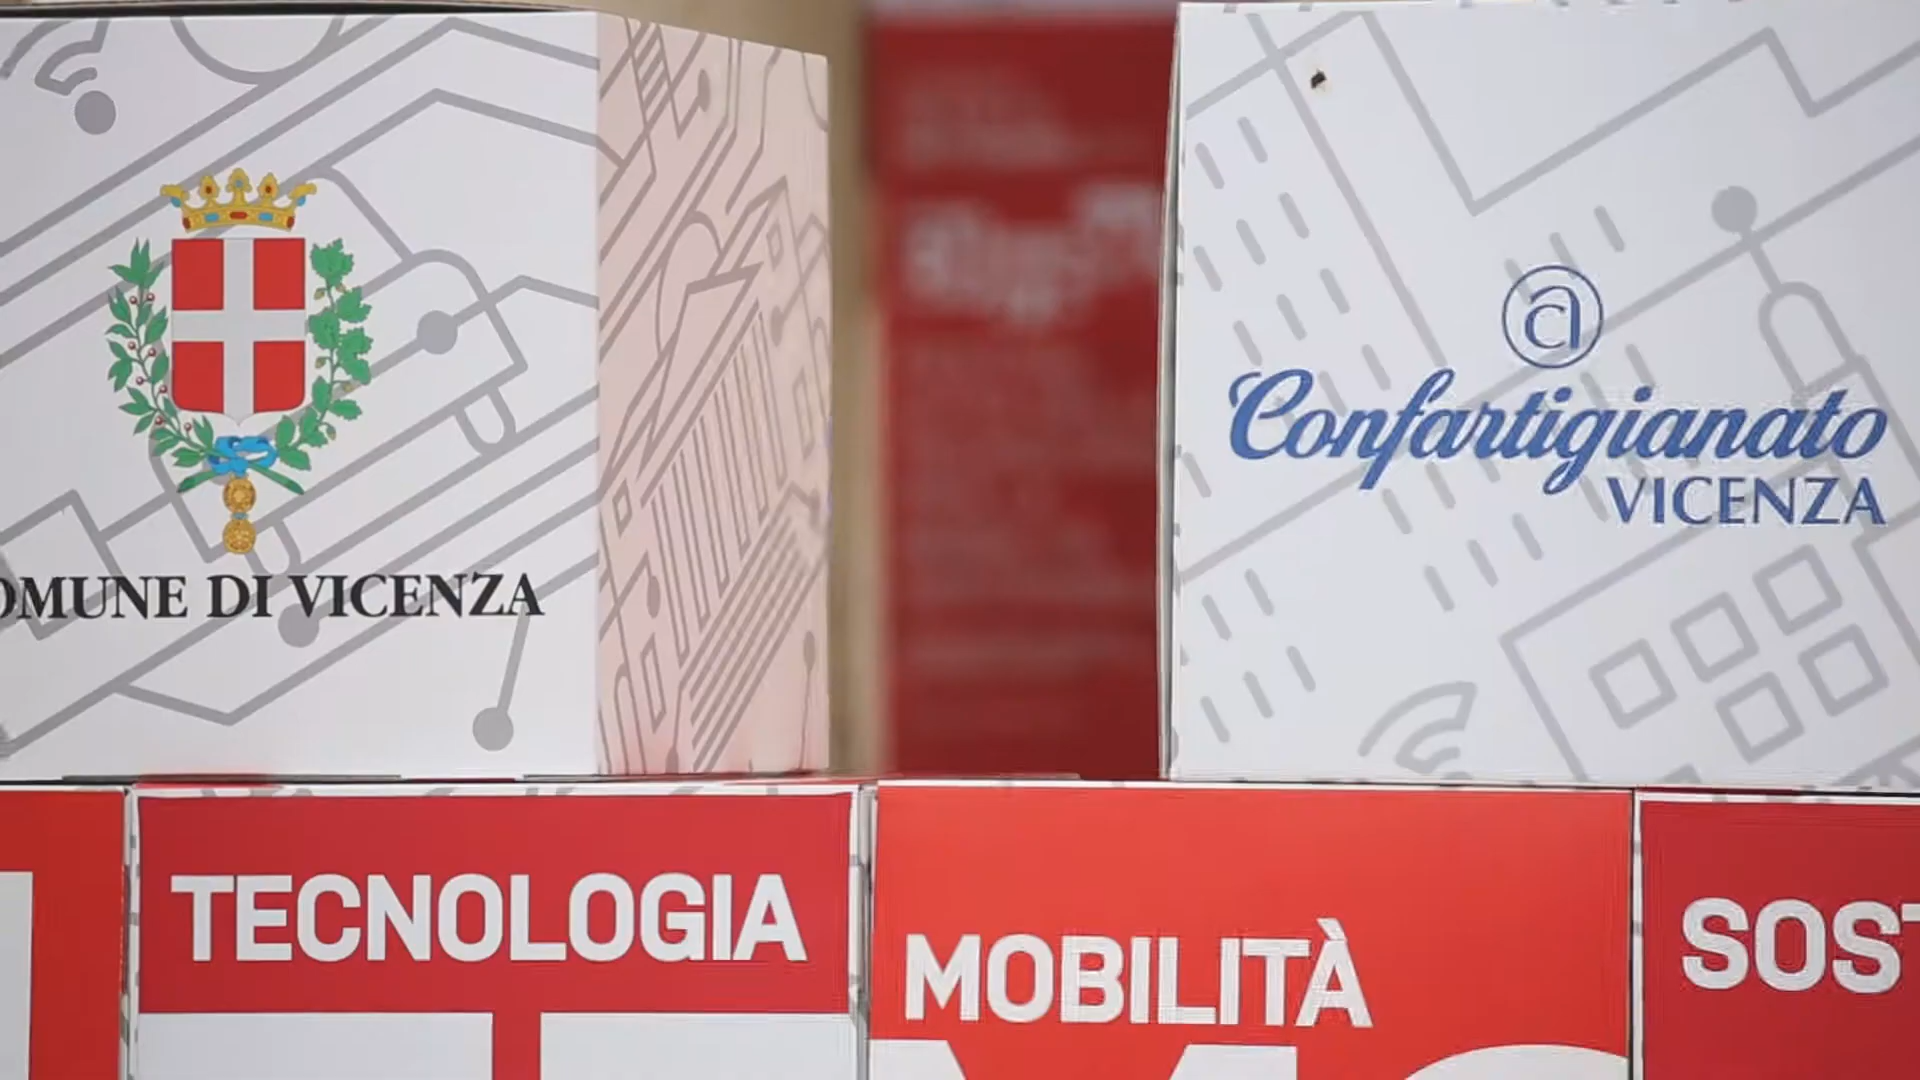 OMUNE DI VICENZA
a
Confartigianato
VICENZA
TECNOLOGIA
MOBILITÀ
SOST